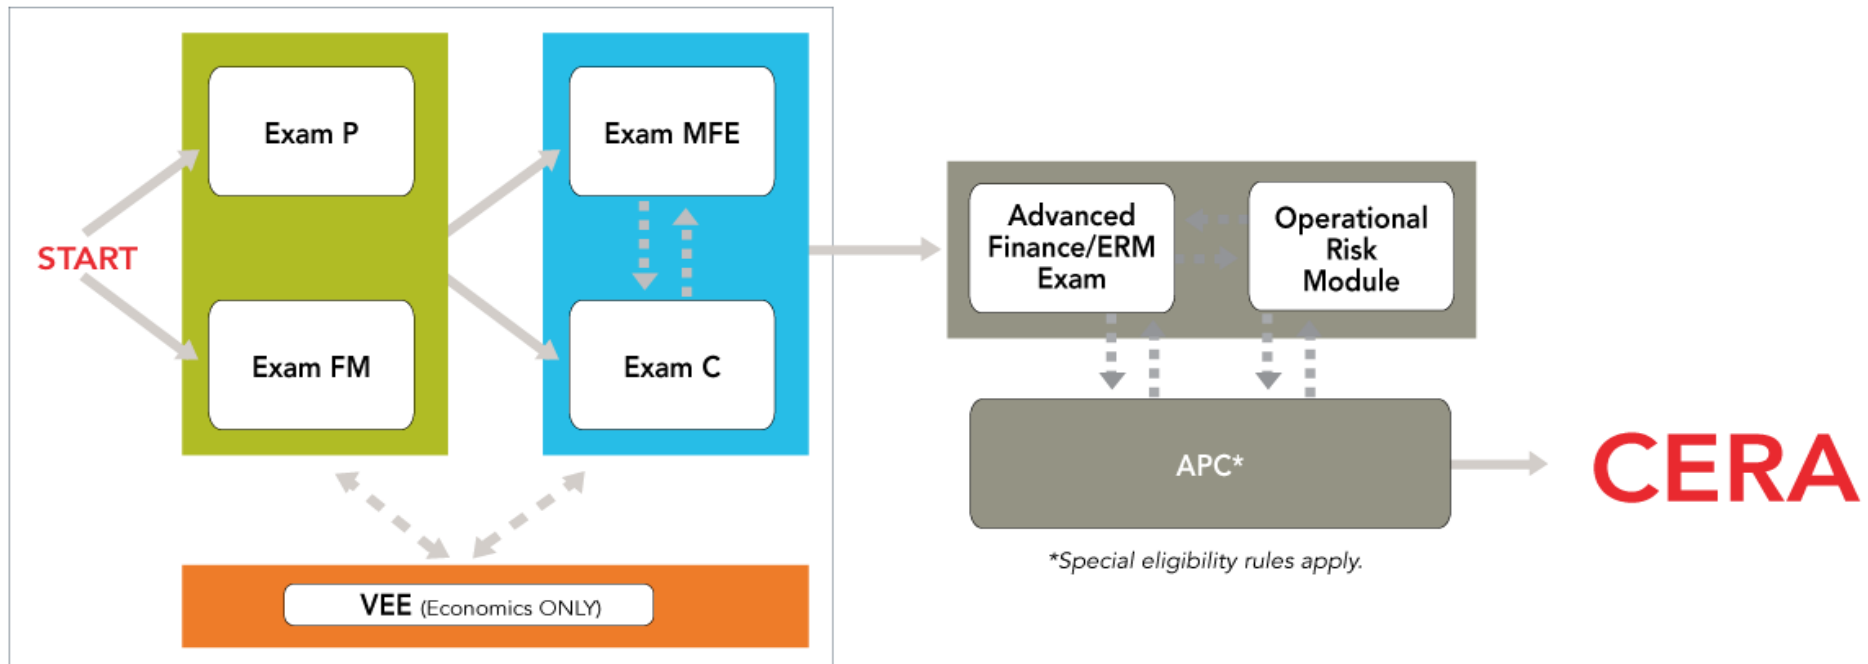 START
Exam P
Exam FM
Exam MFE
Exam C
VEE (Economics ONLY)
Advanced
Finance/ERM
Exam
Operational
Risk
Module
APC*
*Special eligibility rules apply.
CERA